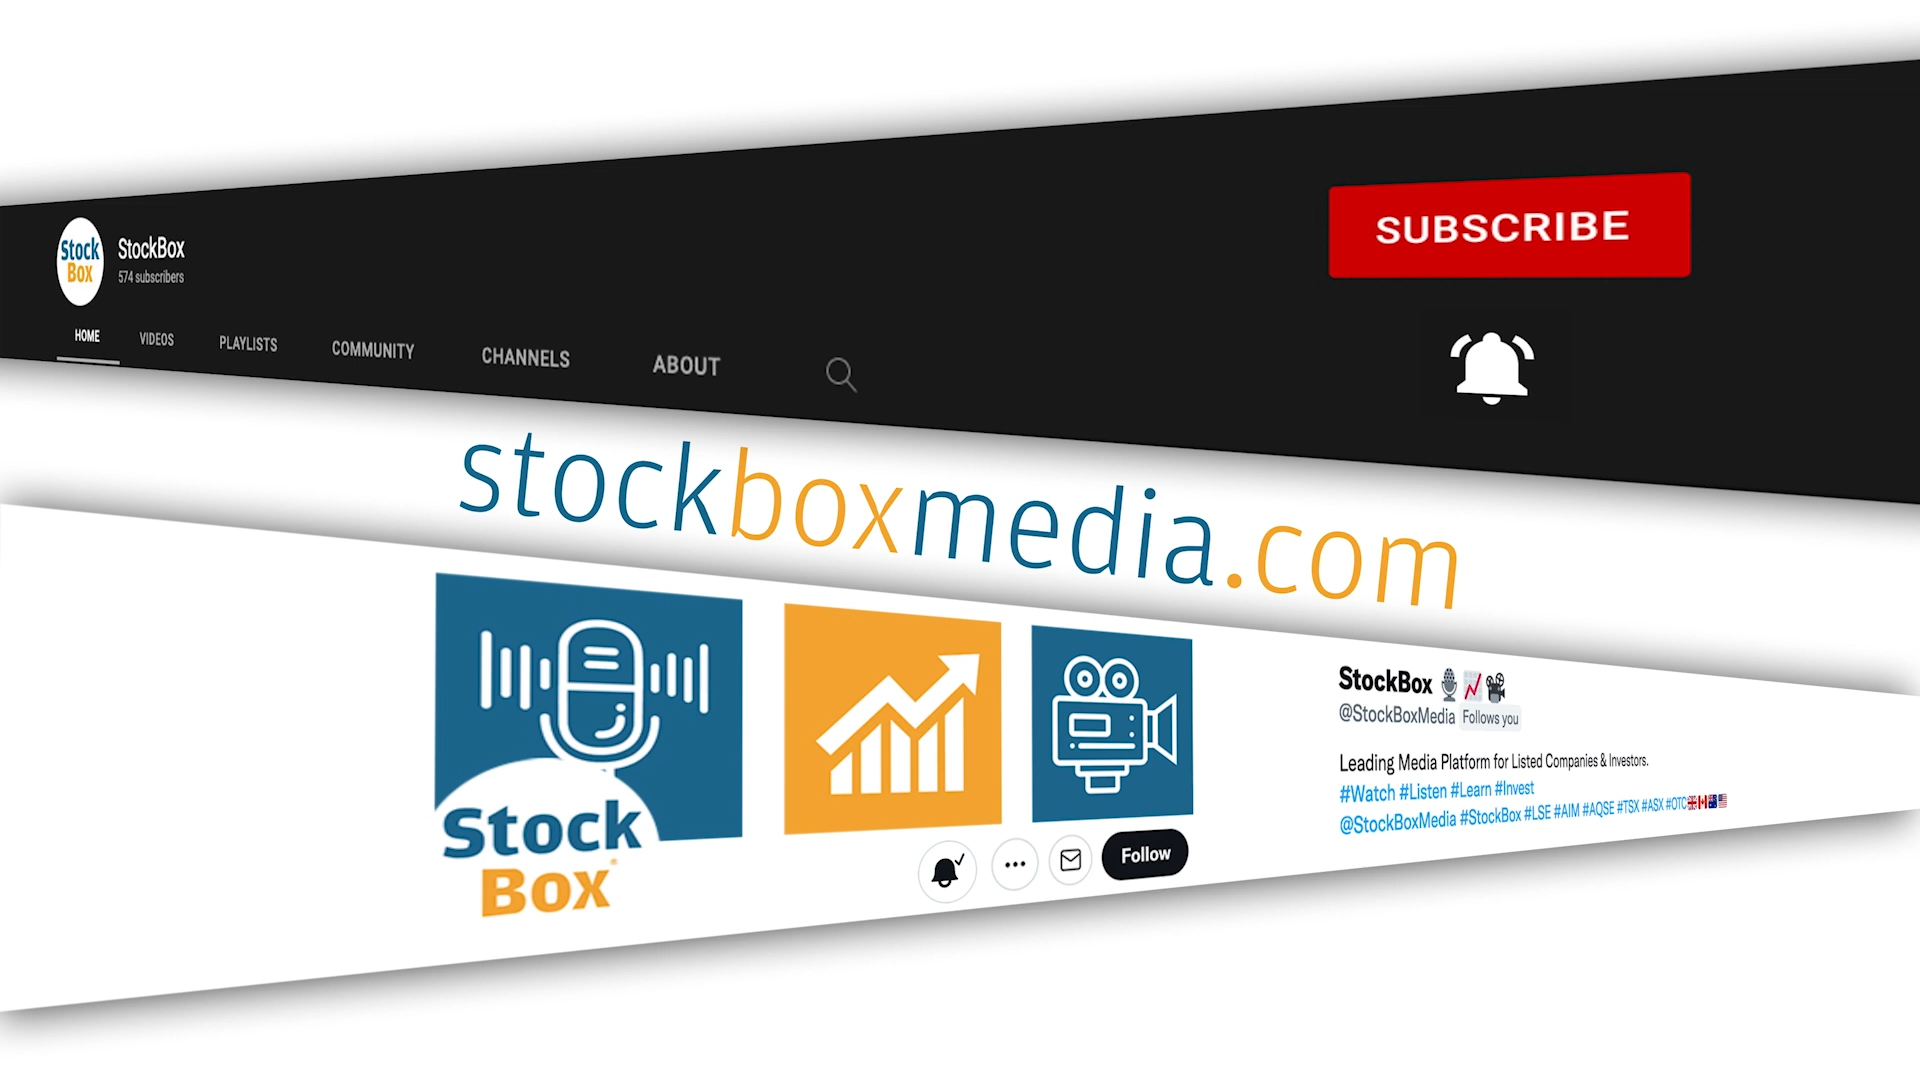 Stock
Box
StockBox
574 subscribers
SUBSCRIBE
HOME VIDEOS PLAYLISTS COMMUNITY CHANNELS ABOUT
stockboxmedia.com
Stock
Box
Follow
StockBox
@StockBoxMedia Follows you
Leading Media Platform for Listed Companies & Investors.
#Watch #Listen #Learn #Invest
@StockBoxMedia #StockBox #LSE #AIM #AQSE #TSX #ASX #OTC